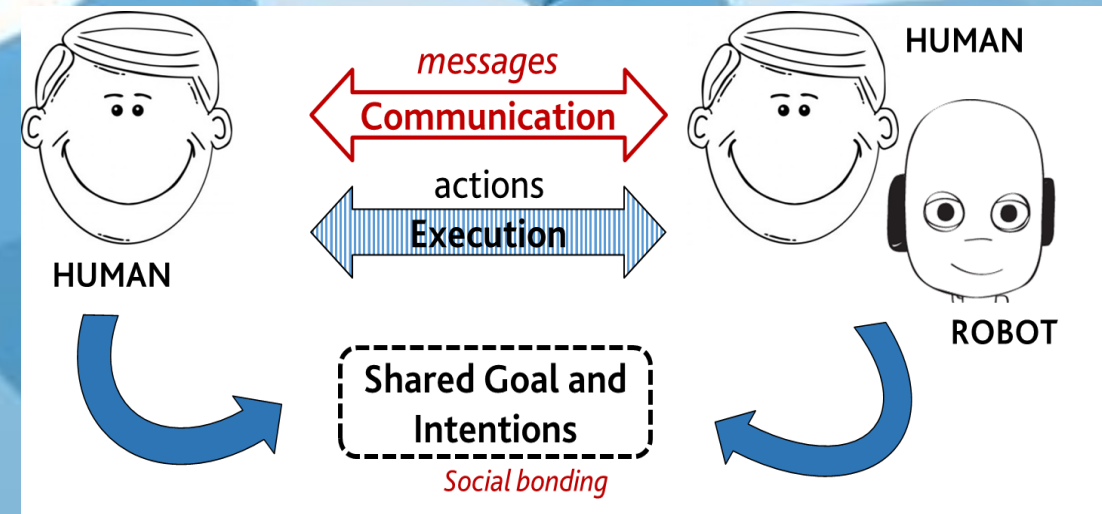 HUMAN
messages
Communication
actions
Execution
HUMAN
ROBOT
Shared Goal and
Intentions
Social bonding